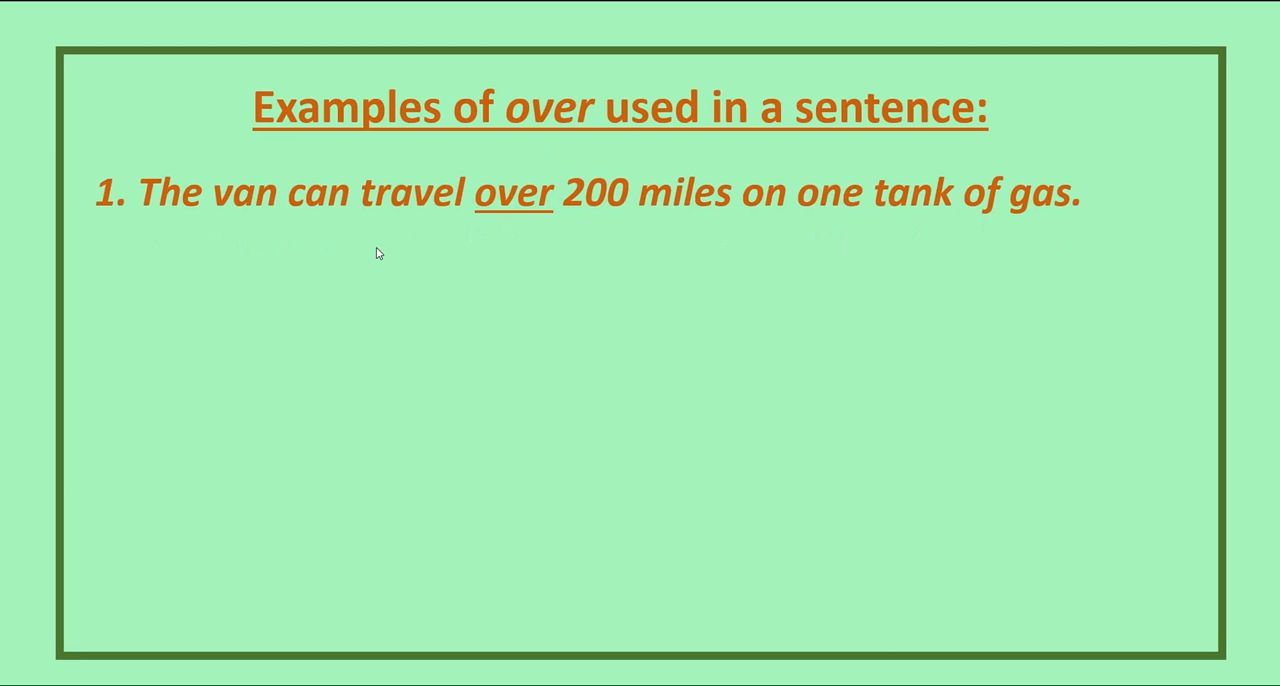 Examples of over used in a sentence:
1. The van can travel over 200 miles on one tank of gas.